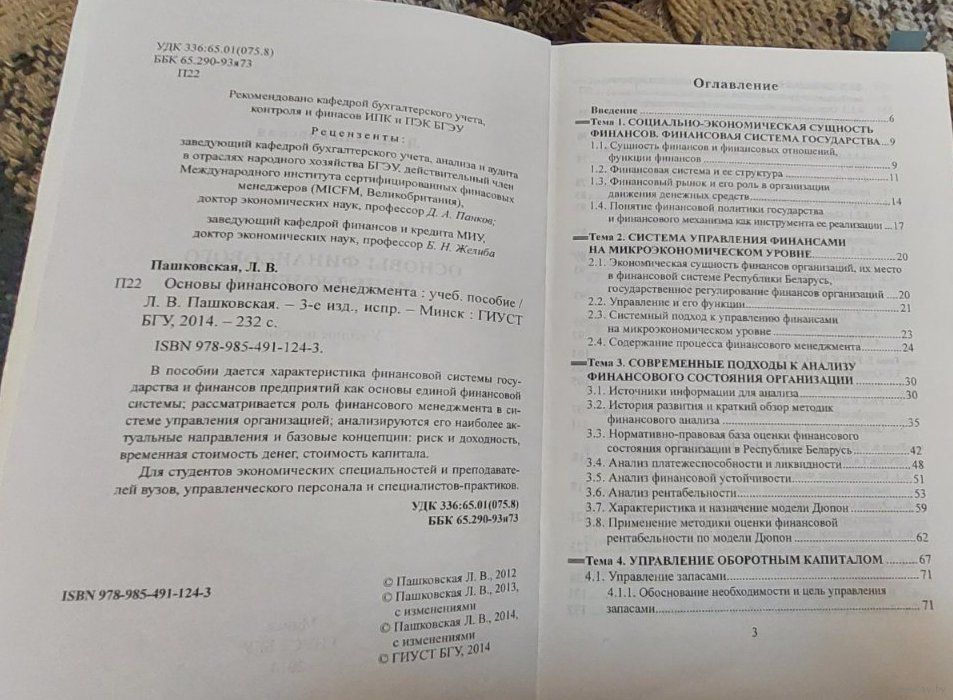 УДК 336:65.01(075.8)
ББК 65.290-93я73
П22
Рекомендовано кафедрой бухгалтерского учета,
контроля и финасов ИПК и ПЭК БГЭУ
Рецензенты:
заведующий кафедрой бухгалтерского учета, анализа и аудита
в отраслях народного хозяйства БГЭУ, действительный член
Международного института сертифицированных финасовых
менеджеров (MICFM, Великобритания),
доктор экономических наук, профессор Д. А. Панков;
заведующий кафедрой финансов и кредита МИУ,
доктор экономических наук, профессор Б. Н. Желиба
Пашковская, Л. В.
П22 Основы финансового менеджмента : учеб. пособие /
Л. В. Пашковская. – 3-е изд., испр. – Минск : ГИУСТ
БГУ, 2014. – 232 с.
ISBN 978-985-491-124-3.
В пособии дается характеристика финансовой системы госу-
дарства и финансов предприятий как основы единой финансовой
системы; рассматривается роль финансового менеджмента в си-
стеме управления организацией; анализируются его наиболее ак-
туальные направления и базовые концепции: риск и доходность,
временная стоимость денег, стоимость капитала.
Для студентов экономических специальностей и преподавате-
лей вузов, управленческого персонала и специалистов-практиков.
УДК 336:65.01(075.8)
ББК 65.290-93я73
ISBN 978-985-491-124-3
© Пашковская Л. В., 2012
© Пашковская Л. В., 2013,
с изменениями
© Пашковская Л. В., 2014,
с изменениями
© ГИУСТ БГУ, 2014
Оглавление
Введение ... 6
Тема 1. СОЦИАЛЬНО-ЭКОНОМИЧЕСКАЯ СУЩНОСТЬ
ФИНАНСОВ. ФИНАНСОВАЯ СИСТЕМА ГОСУДАРСТВА ... 9
1.1. Сущность финансов и финансовых отношений,
функции финансов ... 9
1.2. Финансовая система и ее структура ... 11
1.3. Финансовый рынок и его роль в организации
движения денежных средств ... 14
1.4. Понятие финансовой политики государства
и финансового механизма как инструмента ее реализации ... 17
Тема 2. СИСТЕМА УПРАВЛЕНИЯ ФИНАНСАМИ
НА МИКРОЭКОНОМИЧЕСКОМ УРОВНЕ ... 20
2.1. Экономическая сущность финансов организаций, их место
в финансовой системе Республики Беларусь,
государственное регулирование финансов организаций ... 20
2.2. Управление и его функции ... 21
2.3. Системный подход к управлению финансами
на микроэкономическом уровне ... 23
2.4. Содержание процесса финансового менеджмента ... 24
Тема 3. СОВРЕМЕННЫЕ ПОДХОДЫ К АНАЛИЗУ
ФИНАНСОВОГО СОСТОЯНИЯ ОРГАНИЗАЦИИ ... 30
3.1. Источники информации для анализа ... 30
3.2. История развития и краткий обзор методик
финансового анализа ... 35
3.3. Нормативно-правовая база оценки финансового
состояния организации в Республике Беларусь ... 42
3.4. Анализ платежеспособности и ликвидности ... 48
3.5. Анализ финансовой устойчивости ... 51
3.6. Анализ рентабельности ... 53
3.7. Характеристика и назначение модели Дюпон ... 59
3.8. Применение методики оценки финансовой
рентабельности по модели Дюпон ... 62
Тема 4. УПРАВЛЕНИЕ ОБОРОТНЫМ КАПИТАЛОМ ... 67
4.1. Управление запасами ... 71
4.1.1. Обоснование необходимости и цель управления
запасами ... 71
3